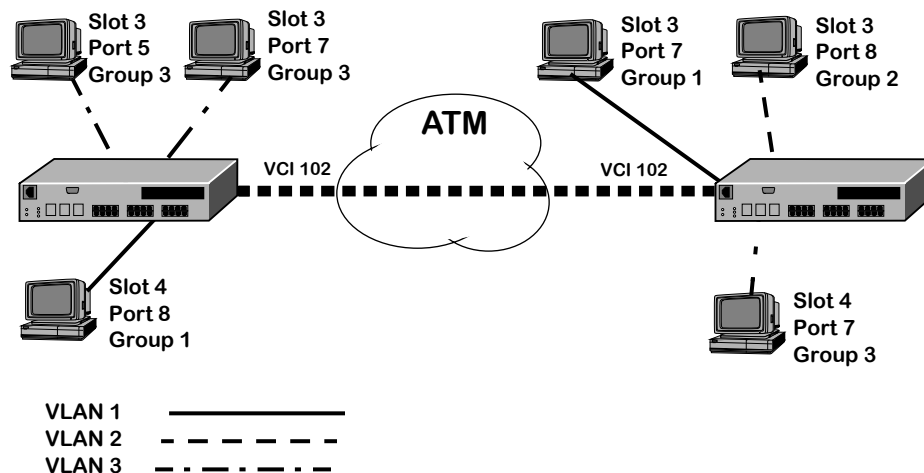 Slot 3
Port 5
Group 3
Slot 3
Port 7
Group 3
Slot 3
Port 7
Group 1
Slot 3
Port 8
Group 2
ATM
VCI 102
VCI 102
Slot 4
Port 8
Group 1
Slot 4
Port 7
Group 3
VLAN 1
VLAN 2
VLAN 3